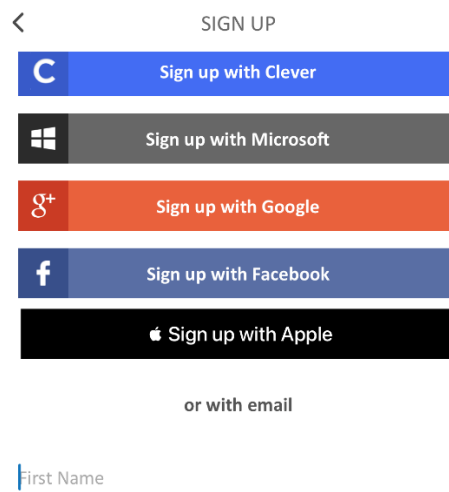 SIGN UP
C Sign up with Clever
Sign up with Microsoft
g+ Sign up with Google
f Sign up with Facebook
Sign up with Apple
or with email
First Name